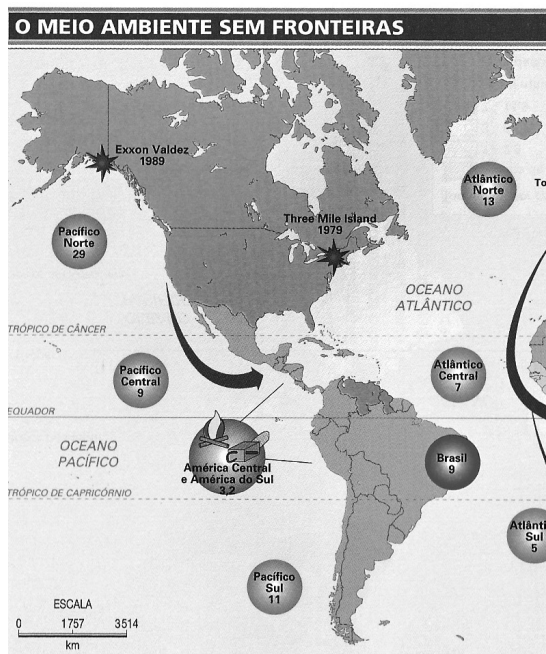 O MEIO AMBIENTE SEM FRONTEIRAS
Exxon Valdez
1989
Atlântico
Norte
13
Three Mile Island
1979
Pacífico
Norte
29
OCEANO
ATLÂNTICO
TRÓPICO DE CÂNCER
Pacífico
Central
9
Atlântico
Central
7
EQUADOR
OCEANO
PACÍFICO
América Central
e América do Sul
3,2
Brasil
9
TRÓPICO DE CAPRICÓRNIO
Sul
5
Pacífico
Sul
11
ESCALA
0 1757 3514
km